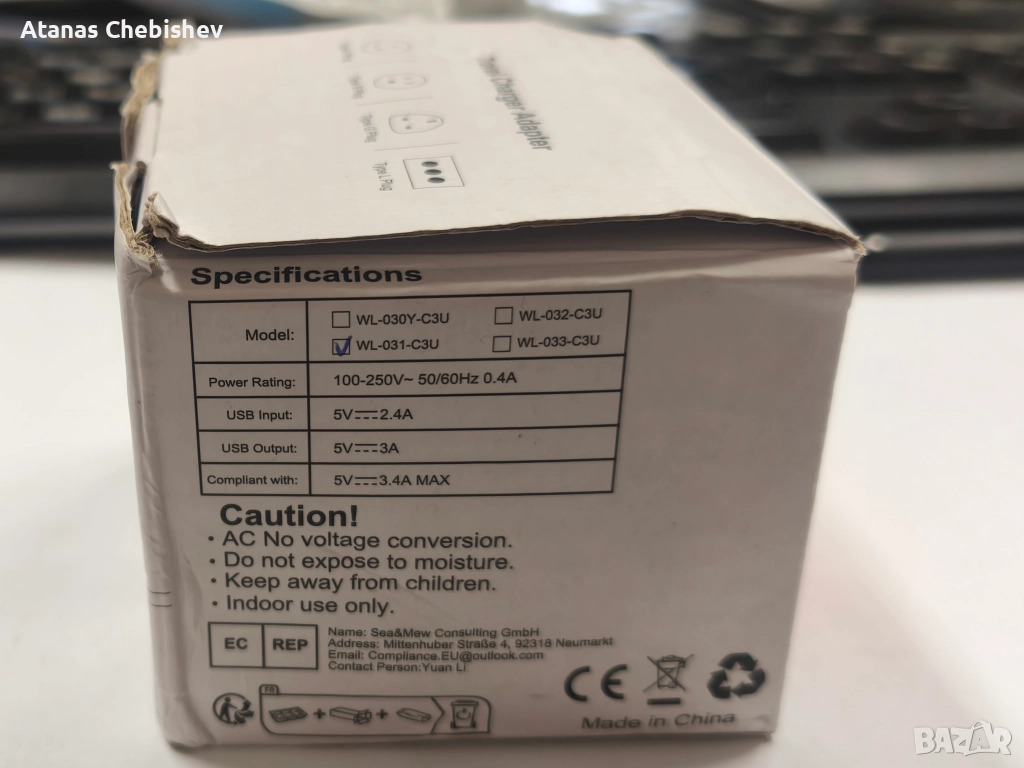 Atanas Chebishev
Travel Charger Adapter
Type L Plug
Specifications
Model:
WL-030Y-C3U
WL-032-C3U
WL-031-C3U
WL-033-C3U
Power Rating:
100-250V~ 50/60Hz 0.4A
USB Input:
5V⎓2.4A
USB Output:
5V⎓3A
Compliant with:
5V⎓3.4A MAX
Caution!
• AC No voltage conversion.
• Do not expose to moisture.
• Keep away from children.
• Indoor use only.
EC REP
Name: Sea&Mew Consulting GmbH
Address: Mittenhuber Straße 4, 92318 Neumarkt
Email: Compliance.EU@outlook.com
Contact Person:Yuan Li
FR
CE
Made in China
BAZAR